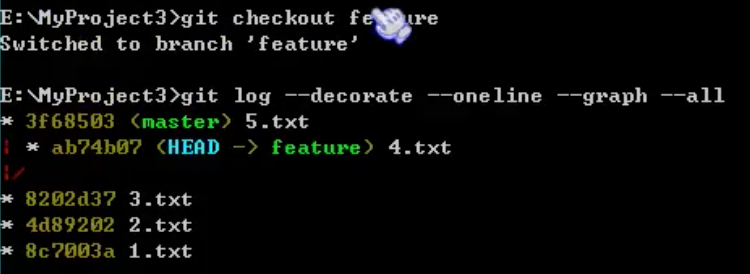 E:\MyProject3>git checkout feature
Switched to branch 'feature'
E:\MyProject3>git log --decorate --oneline --graph --all
* 3f68503 (master) 5.txt
| * ab74b07 (HEAD -> feature) 4.txt
|/
* 8202d37 3.txt
* 4d89202 2.txt
* 8c7003a 1.txt